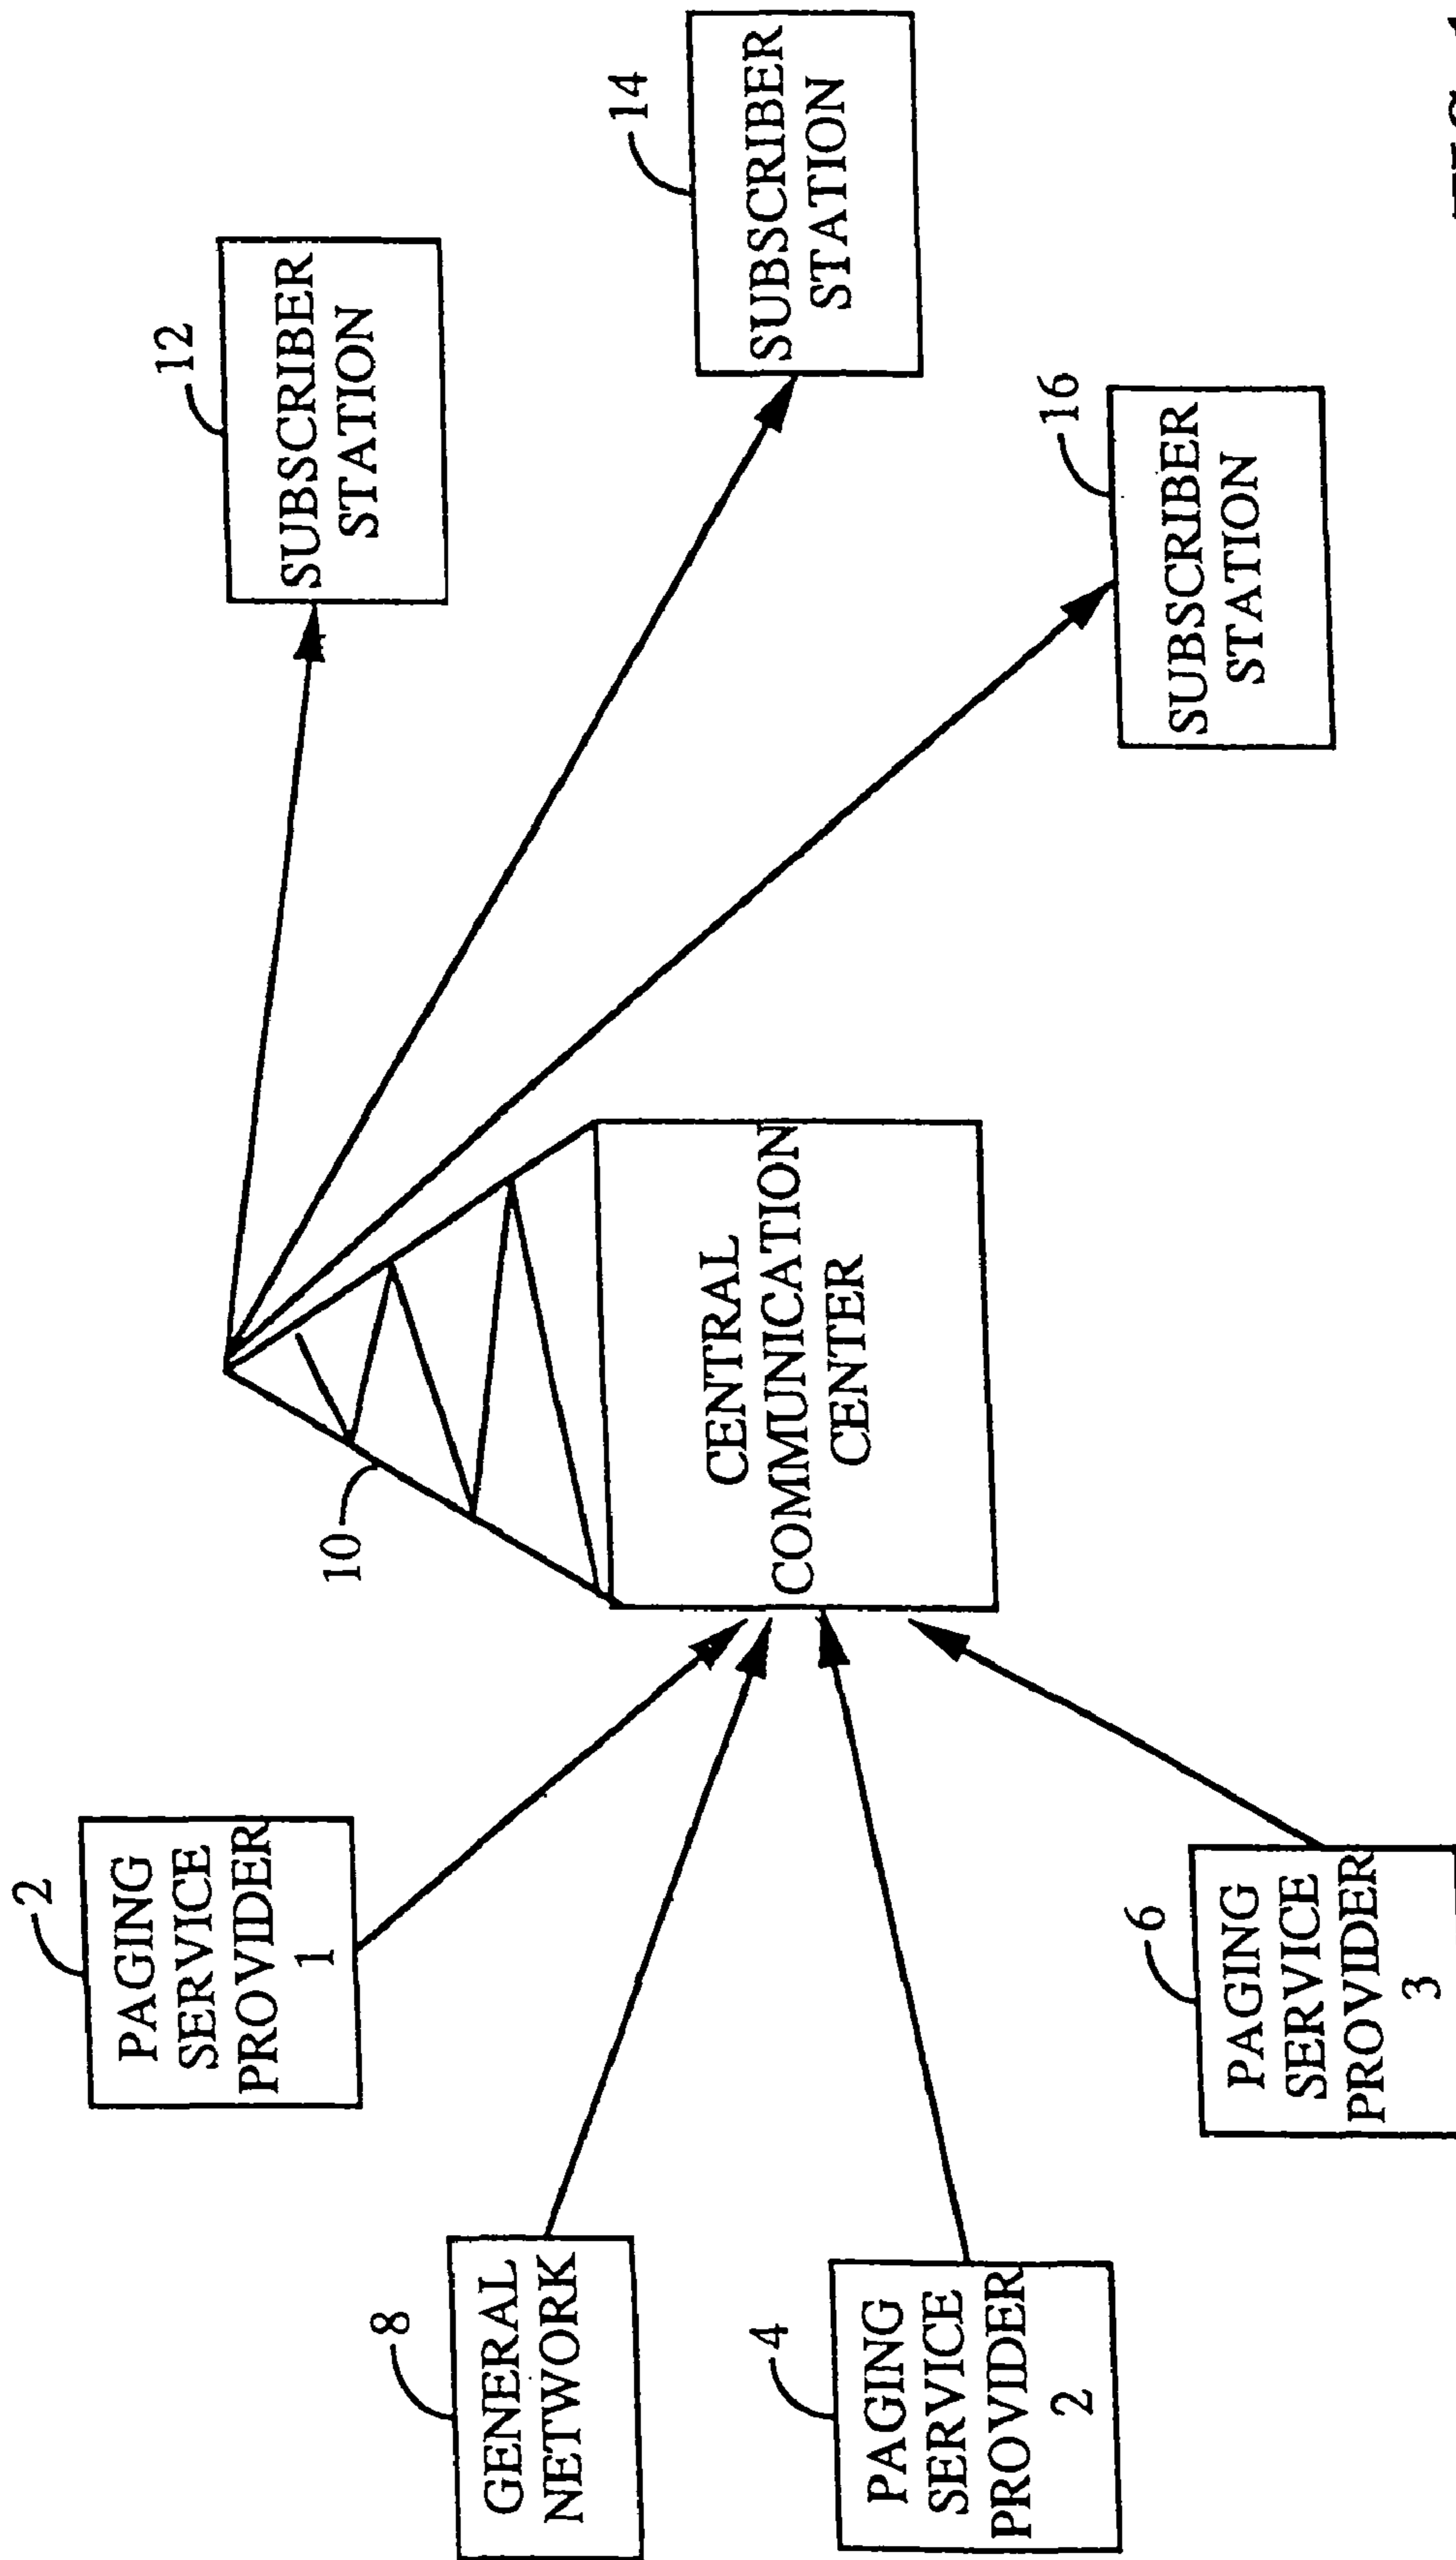 2
PAGING
SERVICE
PROVIDER
1
8
GENERAL
NETWORK
4
PAGING
SERVICE
PROVIDER
2
6
PAGING
SERVICE
PROVIDER
3
10
CENTRAL
COMMUNICATION
CENTER
12
SUBSCRIBER
STATION
14
SUBSCRIBER
STATION
16
SUBSCRIBER
STATION